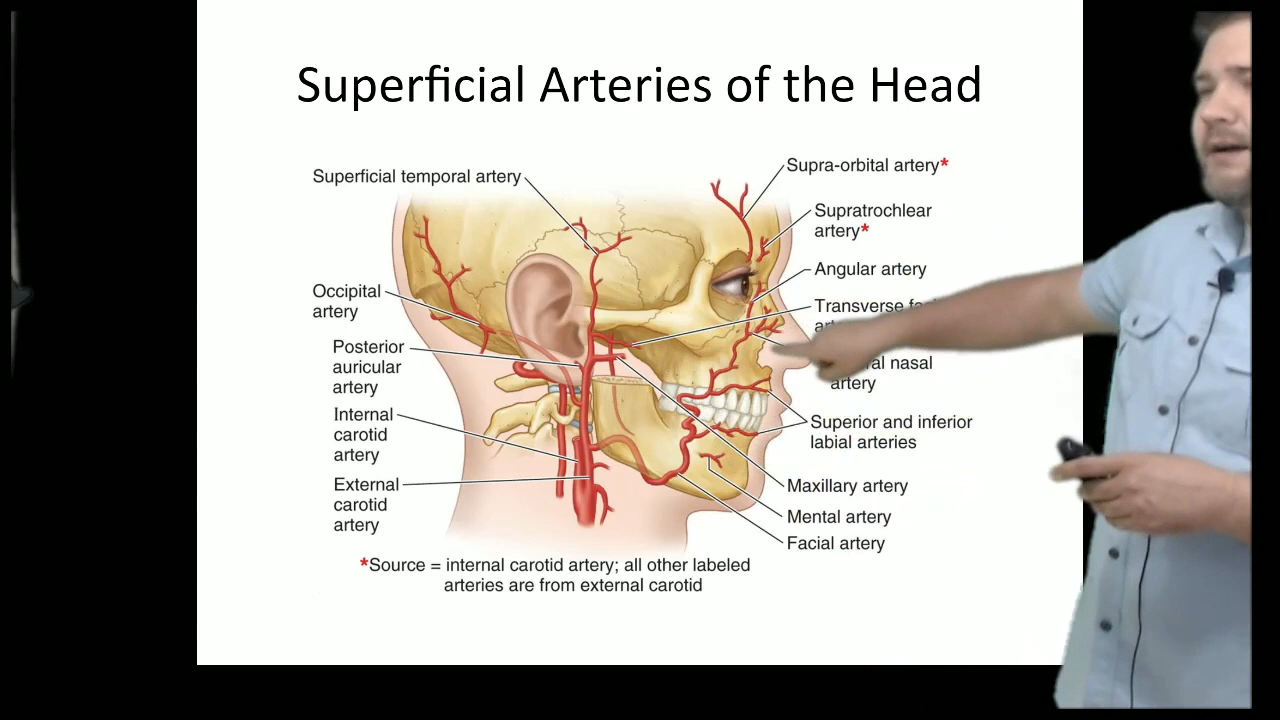 Superficial Arteries of the Head
Superficial temporal artery
Occipital
artery
Posterior
auricular
artery
Internal
carotid
artery
External
carotid
artery
Supra-orbital artery*
Supratrochlear
artery*
Angular artery
Transverse
nasal
artery
Superior and inferior
labial arteries
Maxillary artery
Mental artery
Facial artery
*Source = internal carotid artery; all other labeled
arteries are from external carotid